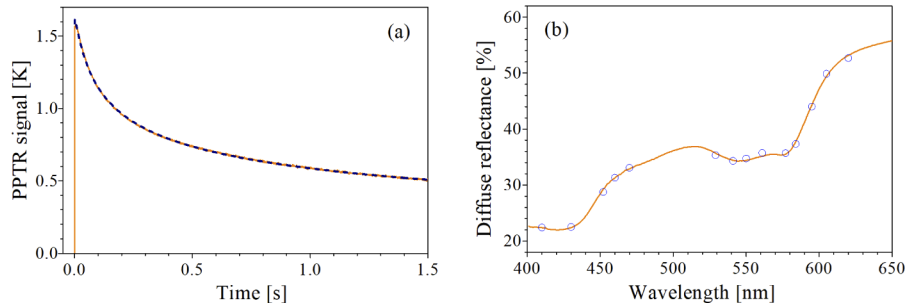 (a)
PPTR signal [K]
1.5
1.0
0.5
0.0
0.0 0.5 1.0 1.5
Time [s]
(b)
Diffuse reflectance [%]
60
50
40
30
20
400 450 500 550 600 650
Wavelength [nm]